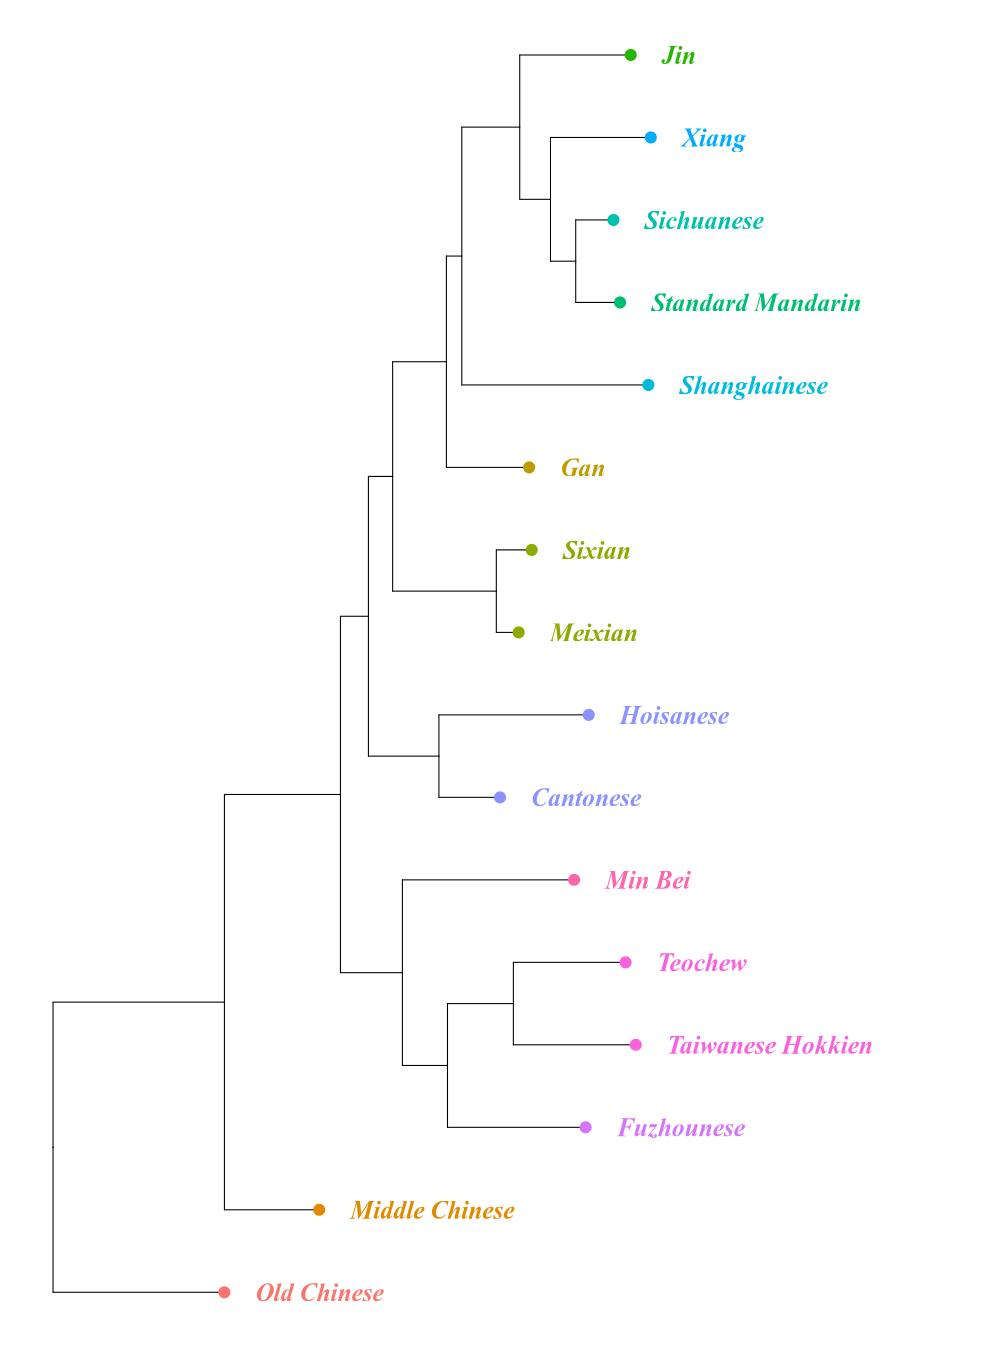 Jin
Xiang
Sichuanese
Standard Mandarin
Shanghainese
Gan
Sixian
Meixian
Hoisanese
Cantonese
Min Bei
Teochew
Taiwanese Hokkien
Fuzhounese
Middle Chinese
Old Chinese